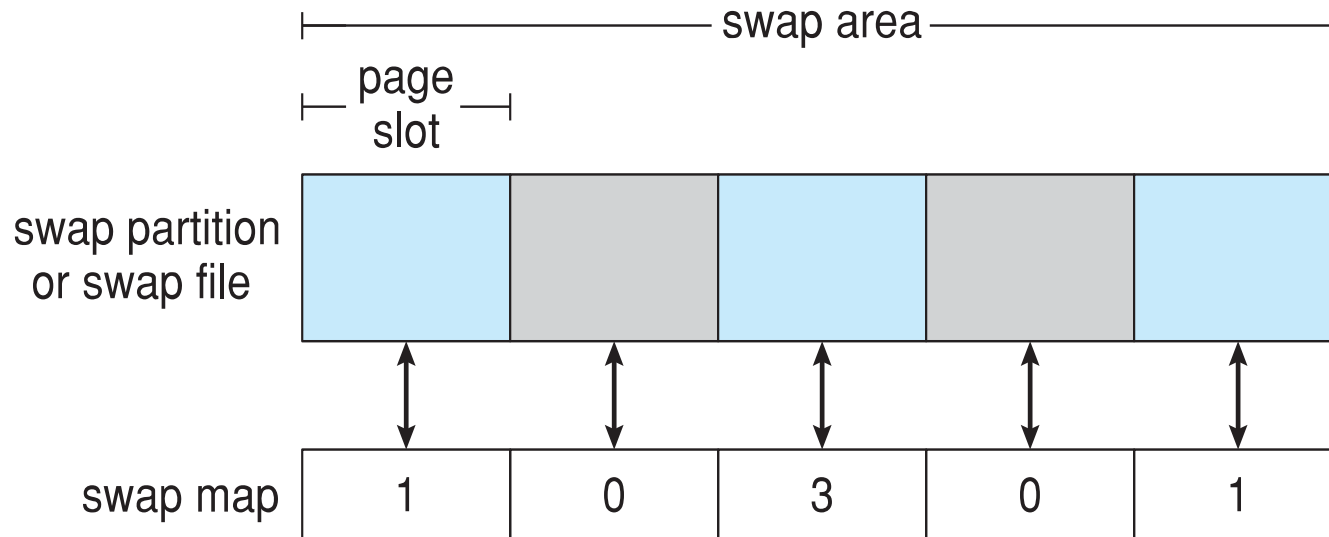 swap area
page
slot
swap partition
or swap file
swap map 1 0 3 0 1